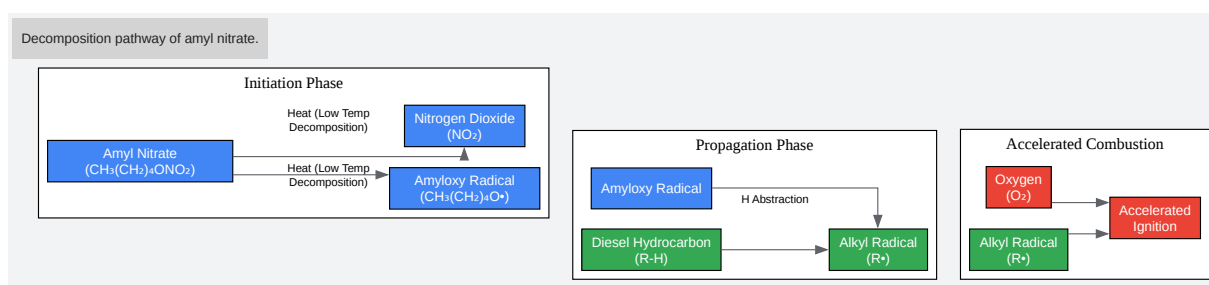 Decomposition pathway of amyl nitrate.
Initiation Phase
Heat (Low Temp
Decomposition)
Nitrogen Dioxide
(NO₂)
Amyl Nitrate
(CH₃(CH₂)₄ONO₂)
Heat (Low Temp
Decomposition)
Amyloxy Radical
(CH₃(CH₂)₄O•)
Propagation Phase
Amyloxy Radical
H Abstraction
Diesel Hydrocarbon
(R-H)
Alkyl Radical
(R•)
Accelerated Combustion
Oxygen
(O₂)
Accelerated
Ignition
Alkyl Radical
(R•)